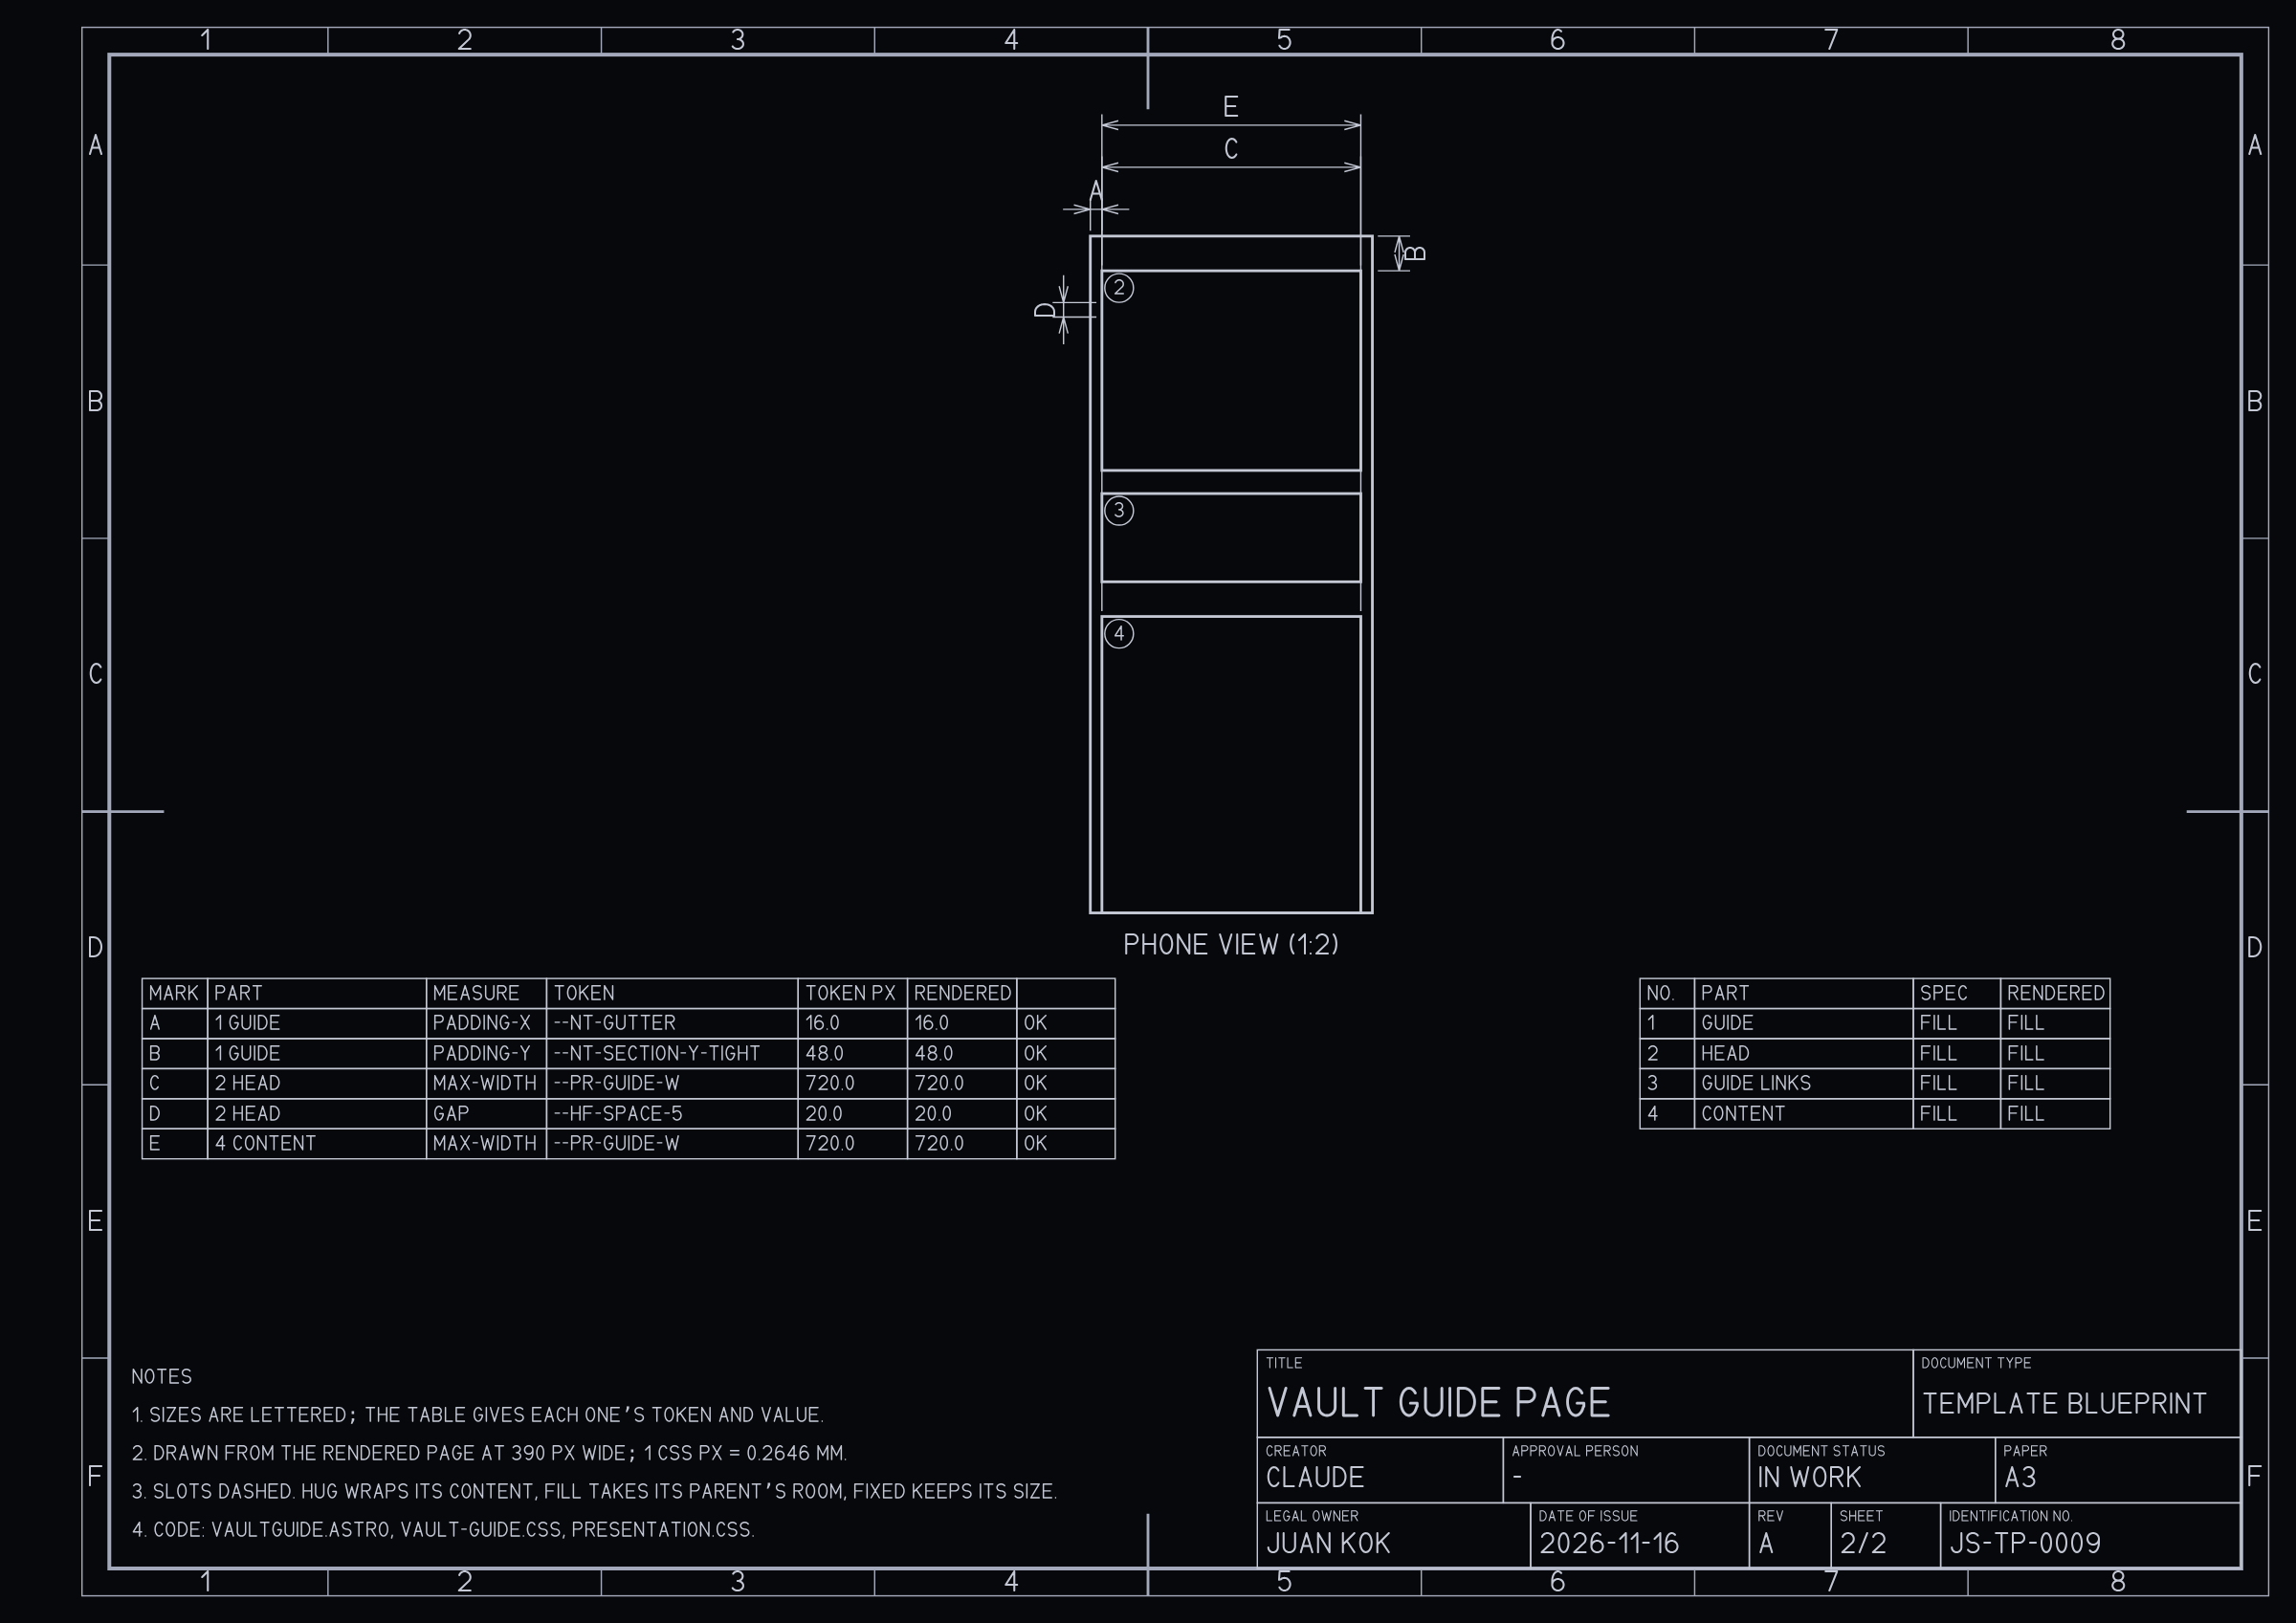 1 2 3 4 5 6 7 8
A A
B B
C C
D D
E E
F F
E
C
A
B
D
2
3
4
PHONE VIEW (1:2)
MARK PART MEASURE TOKEN TOKEN PX RENDERED
A 1 GUIDE PADDING-X --NT-GUTTER 16.0 16.0 OK
B 1 GUIDE PADDING-Y --NT-SECTION-Y-TIGHT 48.0 48.0 OK
C 2 HEAD MAX-WIDTH --PR-GUIDE-W 720.0 720.0 OK
D 2 HEAD GAP --HF-SPACE-5 20.0 20.0 OK
E 4 CONTENT MAX-WIDTH --PR-GUIDE-W 720.0 720.0 OK
NO. PART SPEC RENDERED
1 GUIDE FILL FILL
2 HEAD FILL FILL
3 GUIDE LINKS FILL FILL
4 CONTENT FILL FILL
NOTES
1. SIZES ARE LETTERED; THE TABLE GIVES EACH ONE'S TOKEN AND VALUE.
2. DRAWN FROM THE RENDERED PAGE AT 390 PX WIDE; 1 CSS PX = 0.2646 MM.
3. SLOTS DASHED. HUG WRAPS ITS CONTENT, FILL TAKES ITS PARENT'S ROOM, FIXED KEEPS ITS SIZE.
4. CODE: VAULTGUIDE.ASTRO, VAULT-GUIDE.CSS, PRESENTATION.CSS.
TITLE
VAULT GUIDE PAGE
DOCUMENT TYPE
TEMPLATE BLUEPRINT
CREATOR
CLAUDE
APPROVAL PERSON
-
DOCUMENT STATUS
IN WORK
PAPER
A3
LEGAL OWNER
JUAN KOK
DATE OF ISSUE
2026-11-16
REV
A
SHEET
2/2
IDENTIFICATION NO.
JS-TP-0009
1 2 3 4 5 6 7 8